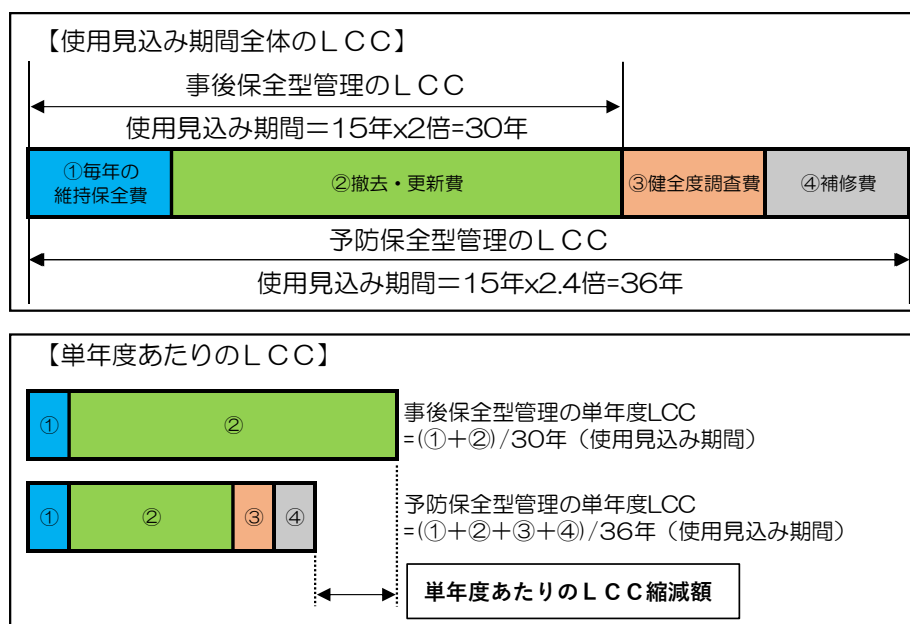 【使用見込み期間全体のLCC】
事後保全型管理のLCC
使用見込み期間＝15年x2倍=30年
①毎年の
維持保全費
②撤去・更新費
③健全度調査費
④補修費
予防保全型管理のLCC
使用見込み期間＝15年x2.4倍=36年
【単年度あたりのLCC】
①
②
事後保全型管理の単年度LCC
=(①＋②)/30年（使用見込み期間）
①
②
③
④
予防保全型管理の単年度LCC
=(①＋②＋③＋④)/36年（使用見込み期間）
単年度あたりのLCC縮減額